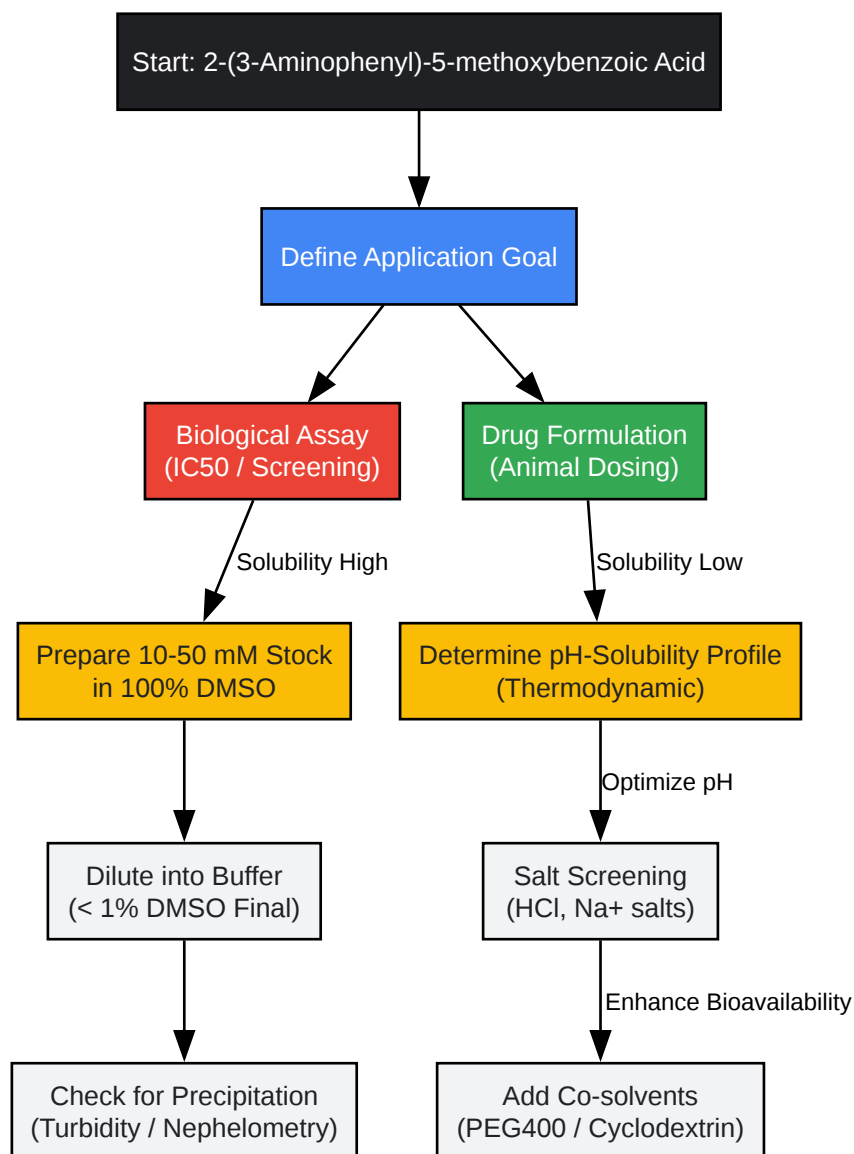 Start: 2-(3-Aminophenyl)-5-methoxybenzoic Acid
Define Application Goal
Biological Assay
(IC50 / Screening)
Drug Formulation
(Animal Dosing)
Solubility High
Solubility Low
Prepare 10-50 mM Stock
in 100% DMSO
Determine pH-Solubility Profile
(Thermodynamic)
Optimize pH
Dilute into Buffer
(< 1% DMSO Final)
Salt Screening
(HCl, Na+ salts)
Enhance Bioavailability
Check for Precipitation
(Turbidity / Nephelometry)
Add Co-solvents
(PEG400 / Cyclodextrin)